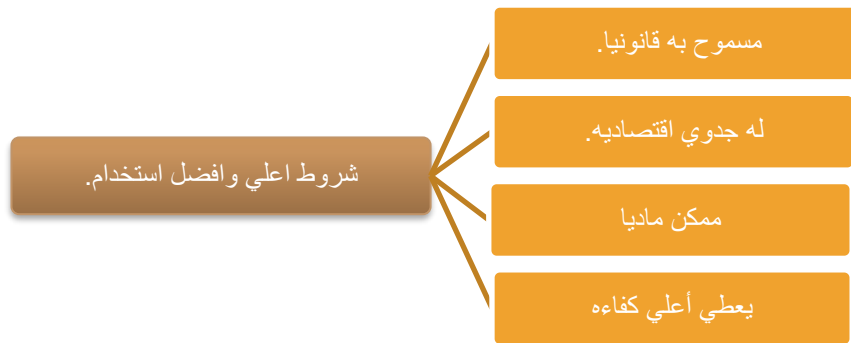 شروط اعلي وافضل استخدام.
مسموح به قانونيا.
له جدوي اقتصاديه.
ممكن ماديا
يعطي أعلي كفاءه